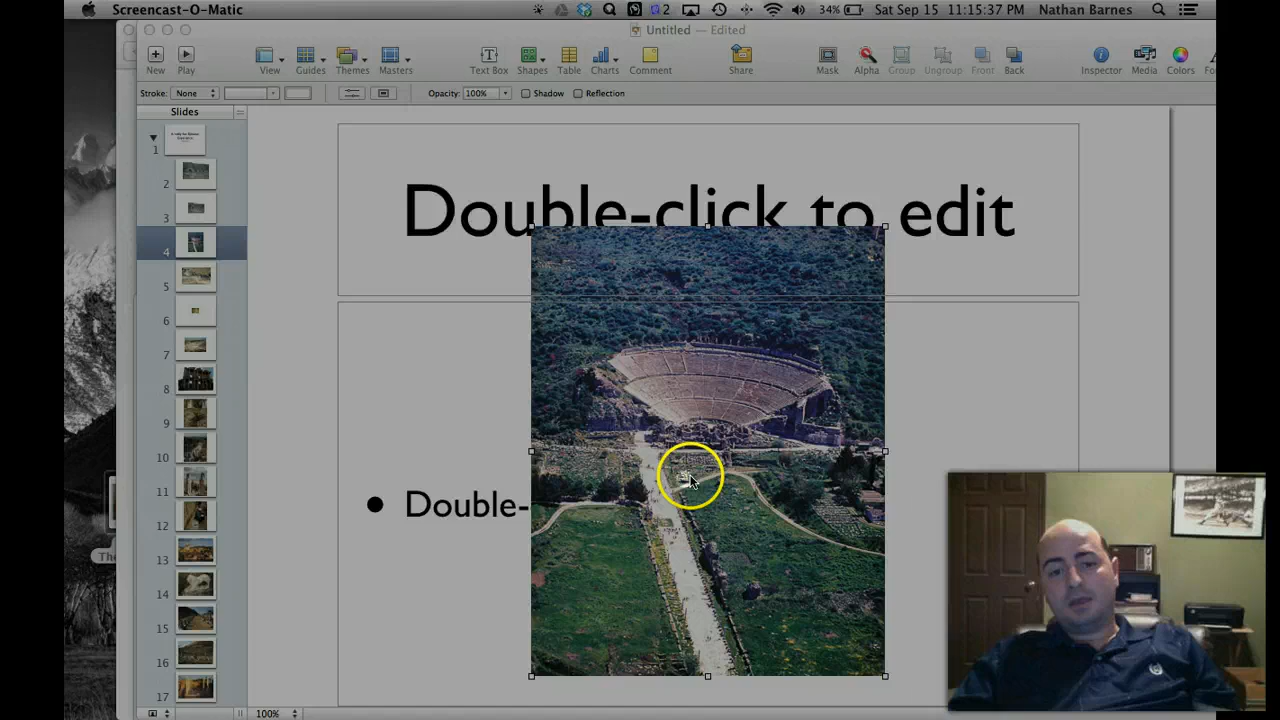 Screencast-O-Matic
2
34%
Sat Sep 15 11:15:37 PM
Nathan Barnes
Untitled — Edited
New
Play
View
Guides
Themes
Masters
Text Box
Shapes
Table
Charts
Comment
Share
Mask
Alpha
Group
Ungroup
Front
Back
Inspector
Media
Colors
Fo
Stroke: None
Opacity: 100%
Shadow
Reflection
Slides
1
2
3
4
5
6
7
8
9
10
11
12
13
14
15
16
17
Double-click to edit
• Double-
The
100%